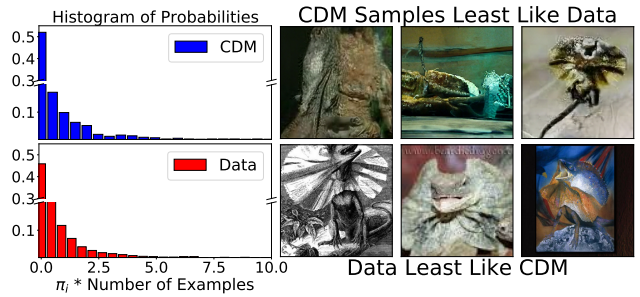 Histogram of Probabilities
CDM Samples Least Like Data
0.5
0.4
0.3
0.1
CDM
0.5
0.4
0.3
0.1
Data
0.0 2.5 5.0 7.5 10.0
πi * Number of Examples
www.beardeddragon
Data Least Like CDM